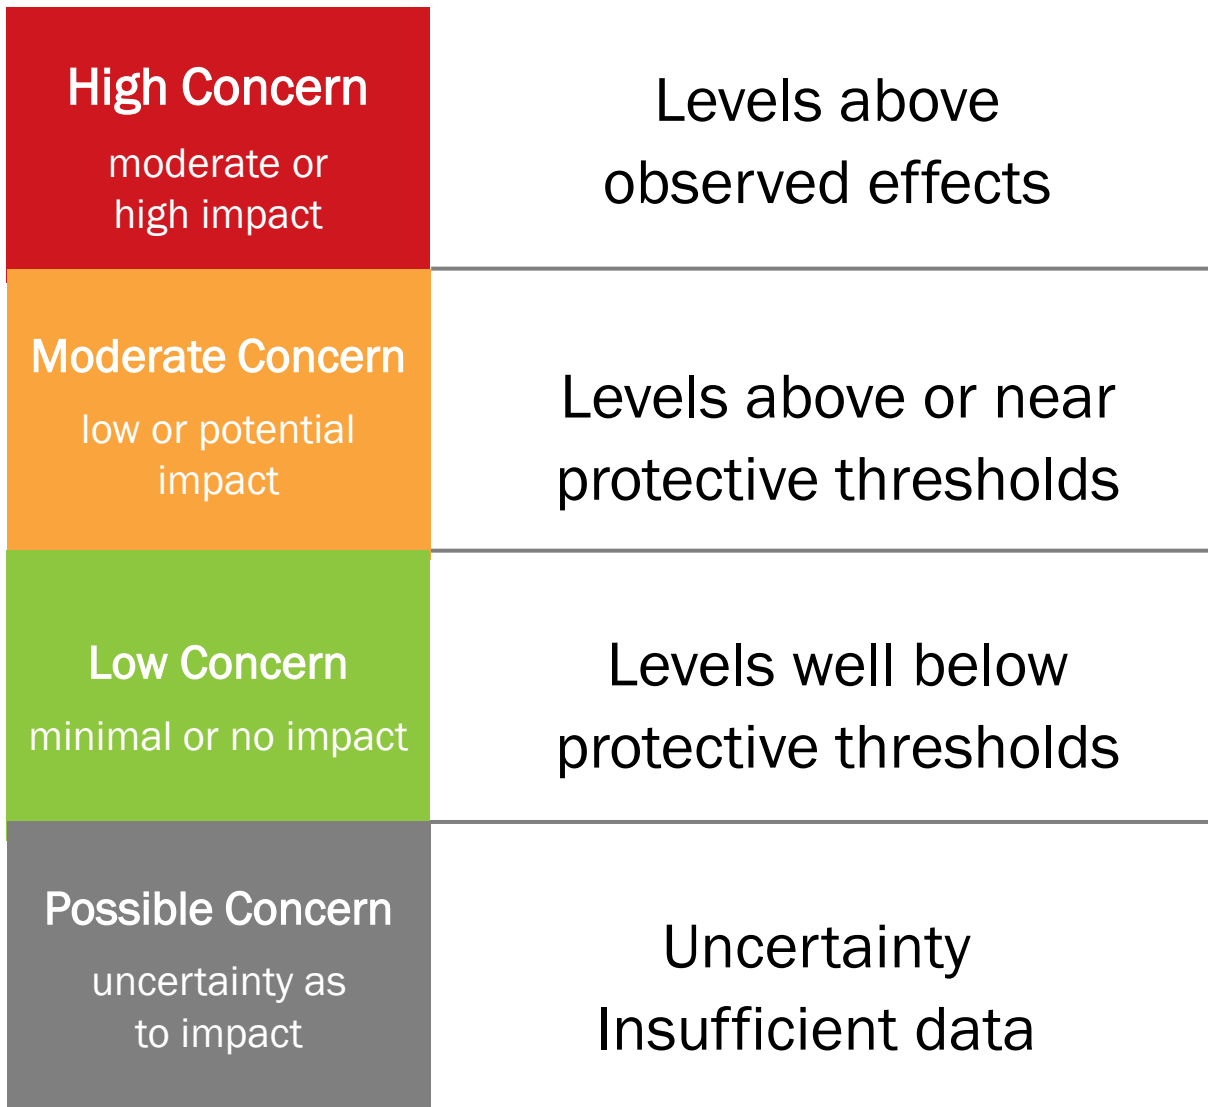 High Concern
moderate or
high impact
Levels above
observed effects
Moderate Concern
low or potential
impact
Levels above or near
protective thresholds
Low Concern
minimal or no impact
Levels well below
protective thresholds
Possible Concern
uncertainty as
to impact
Uncertainty
Insufficient data